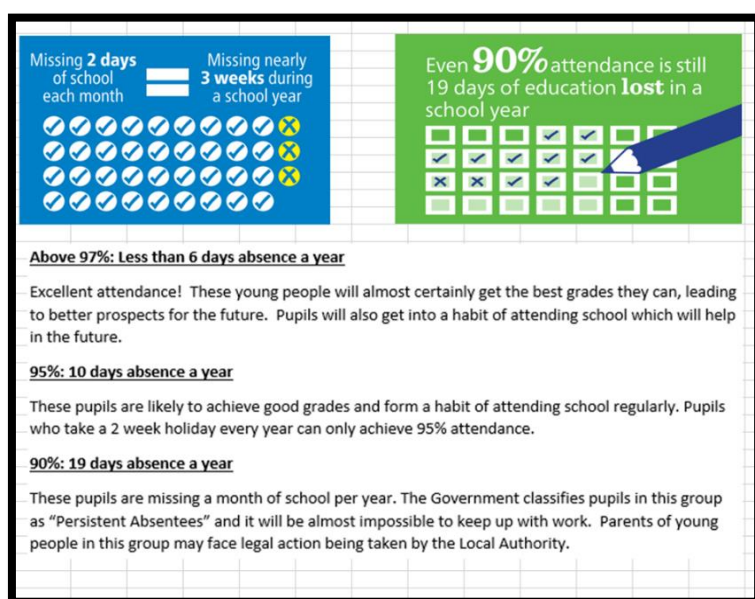 Missing 2 days
of school
each month
Missing nearly
3 weeks during
a school year
Even 90% attendance is still
19 days of education lost in a
school year
Above 97%: Less than 6 days absence a year
Excellent attendance!  These young people will almost certainly get the best grades they can, leading
to better prospects for the future.  Pupils will also get into a habit of attending school which will help
in the future.
95%: 10 days absence a year
These pupils are likely to achieve good grades and form a habit of attending school regularly. Pupils
who take a 2 week holiday every year can only achieve 95% attendance.
90%: 19 days absence a year
These pupils are missing a month of school per year. The Government classifies pupils in this group
as “Persistent Absentees” and it will be almost impossible to keep up with work.  Parents of young
people in this group may face legal action being taken by the Local Authority.